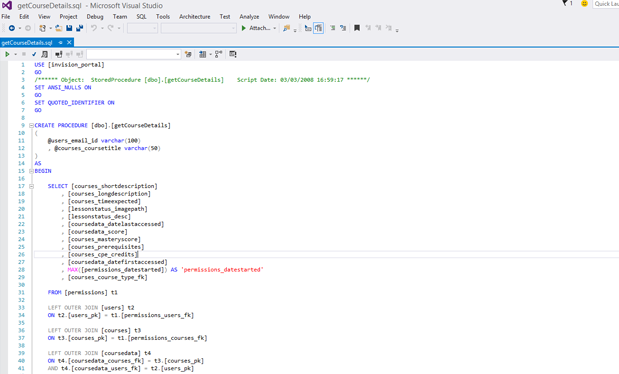 getCourseDetails.sql - Microsoft Visual Studio
1
Quick Lau
File Edit View Project Debug Team SQL Tools Architecture Test Analyze Window Help
Attach...
getCourseDetails.sql
1 USE [invision_portal]
2 GO
3 /****** Object: StoredProcedure [dbo].[getCourseDetails] Script Date: 03/03/2008 16:59:17 ******/
4 SET ANSI_NULLS ON
5 GO
6 SET QUOTED_IDENTIFIER ON
7 GO
8
9 CREATE PROCEDURE [dbo].[getCourseDetails]
10 (
11 @users_email_id varchar(100)
12 , @courses_coursetitle varchar(50)
13 )
14 AS
15 BEGIN
16
17 SELECT [courses_shortdescription]
18 , [courses_longdescription]
19 , [courses_timeexpected]
20 , [lessonstatus_imagepath]
21 , [lessonstatus_desc]
22 , [coursedata_datelastaccessed]
23 , [coursedata_score]
24 , [courses_masteryscore]
25 , [courses_prerequisites]
26 , [courses_cpe_credits]
27 , [coursedata_datefirstaccessed]
28 , MAX([permissions_datestarted]) AS 'permissions_datestarted'
29 , [courses_course_type_fk]
30
31 FROM [permissions] t1
32
33 LEFT OUTER JOIN [users] t2
34 ON t2.[users_pk] = t1.[permissions_users_fk]
35
36 LEFT OUTER JOIN [courses] t3
37 ON t3.[courses_pk] = t1.[permissions_courses_fk]
38
39 LEFT OUTER JOIN [coursedata] t4
40 ON t4.[coursedata_courses_fk] = t3.[courses_pk]
41 AND t4.[coursedata_users_fk] = t2.[users_pk]